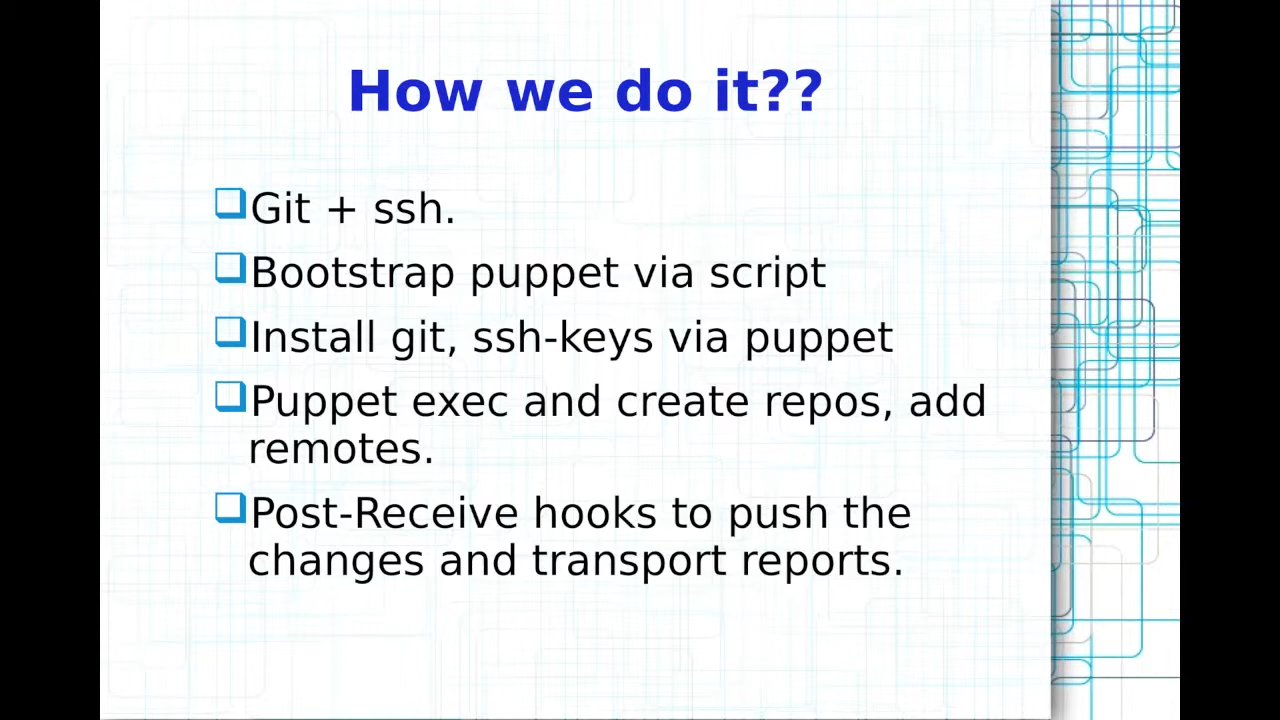 How we do it??
Git + ssh.
Bootstrap puppet via script
Install git, ssh-keys via puppet
Puppet exec and create repos, add
remotes.
Post-Receive hooks to push the
changes and transport reports.